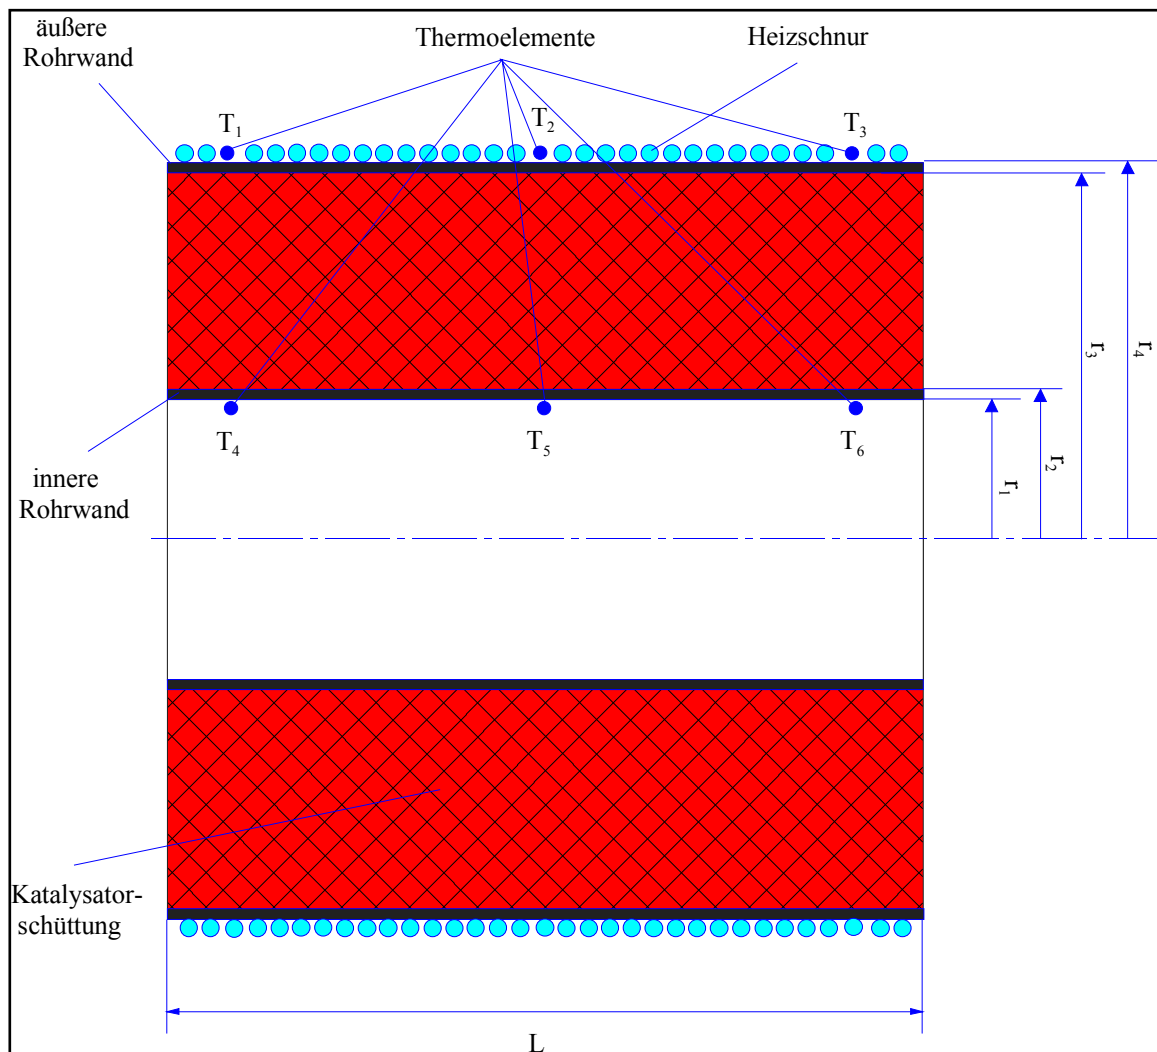 äußere
Rohrwand
Thermoelemente
Heizschnur
T₁
T₂
T₃
T₄
T₅
T₆
r₁
r₂
r₃
r₄
innere
Rohrwand
Katalysator-
schüttung
L